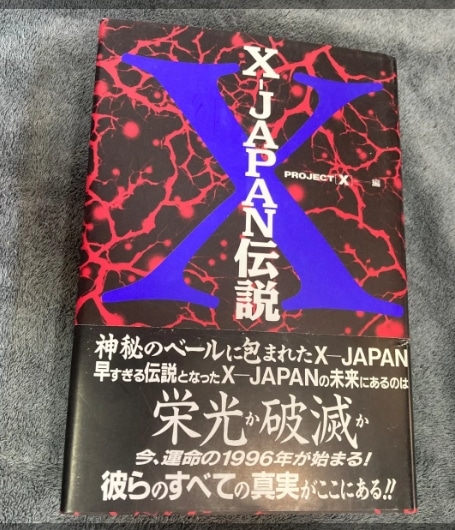 X-JAPAN伝説
PROJECT「X」編
神秘のベールに包まれたX—JAPAN
早すぎる伝説となったX—JAPANの未来にあるのは
栄光か破滅か
今、運命の1996年が始まる!
彼らのすべての真実がここにある!!